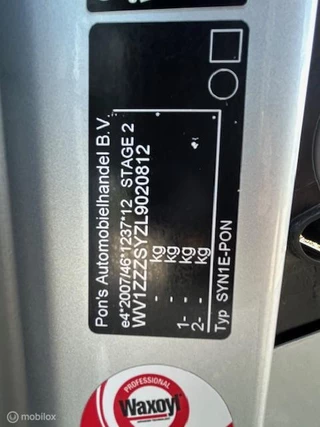 Pon's Automobielhandel B.V.
e4*2007/46*1237*12 STAGE 2
WV1ZZZSYZL9020812
- kg
- kg
1- - kg
2- - kg
Typ SYN1E-PON
PROFESSIONAL
Waxoyl
mobilox